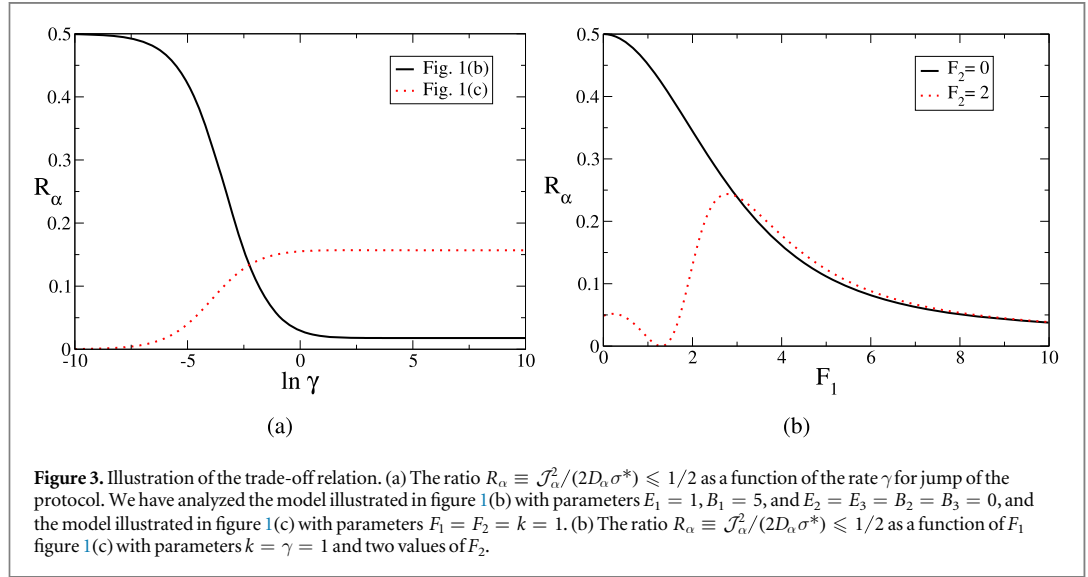 0.5
0.4
0.3
0.2
0.1
0
R_α
-10
-5
0
5
10
ln γ
Fig. 1(b)
Fig. 1(c)
(a)
0.5
0.4
0.3
0.2
0.1
0
R_α
0
2
4
6
8
10
F_1
F_2= 0
F_2= 2
(b)
Figure 3. Illustration of the trade-off relation. (a) The ratio R_α ≡ 𝒥_α^2/(2D_ασ*) ⩽ 1/2 as a function of the rate γ for jump of the
protocol. We have analyzed the model illustrated in figure 1(b) with parameters E_1 = 1, B_1 = 5, and E_2 = E_3 = B_2 = B_3 = 0, and
the model illustrated in figure 1(c) with parameters F_1 = F_2 = k = 1. (b) The ratio R_α ≡ 𝒥_α^2/(2D_ασ*) ⩽ 1/2 as a function of F_1
figure 1(c) with parameters k = γ = 1 and two values of F_2.